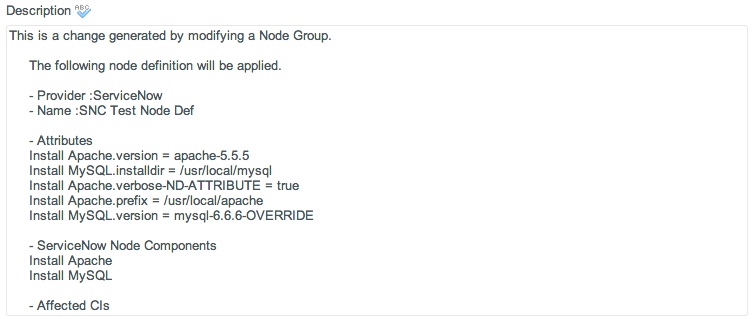 Description ABC
This is a change generated by modifying a Node Group.
The following node definition will be applied.
- Provider :ServiceNow
- Name :SNC Test Node Def
- Attributes
Install Apache.version = apache-5.5.5
Install MySQL.installdir = /usr/local/mysql
Install Apache.verbose-ND-ATTRIBUTE = true
Install Apache.prefix = /usr/local/apache
Install MySQL.version = mysql-6.6.6-OVERRIDE
- ServiceNow Node Components
Install Apache
Install MySQL
- Affected CIs